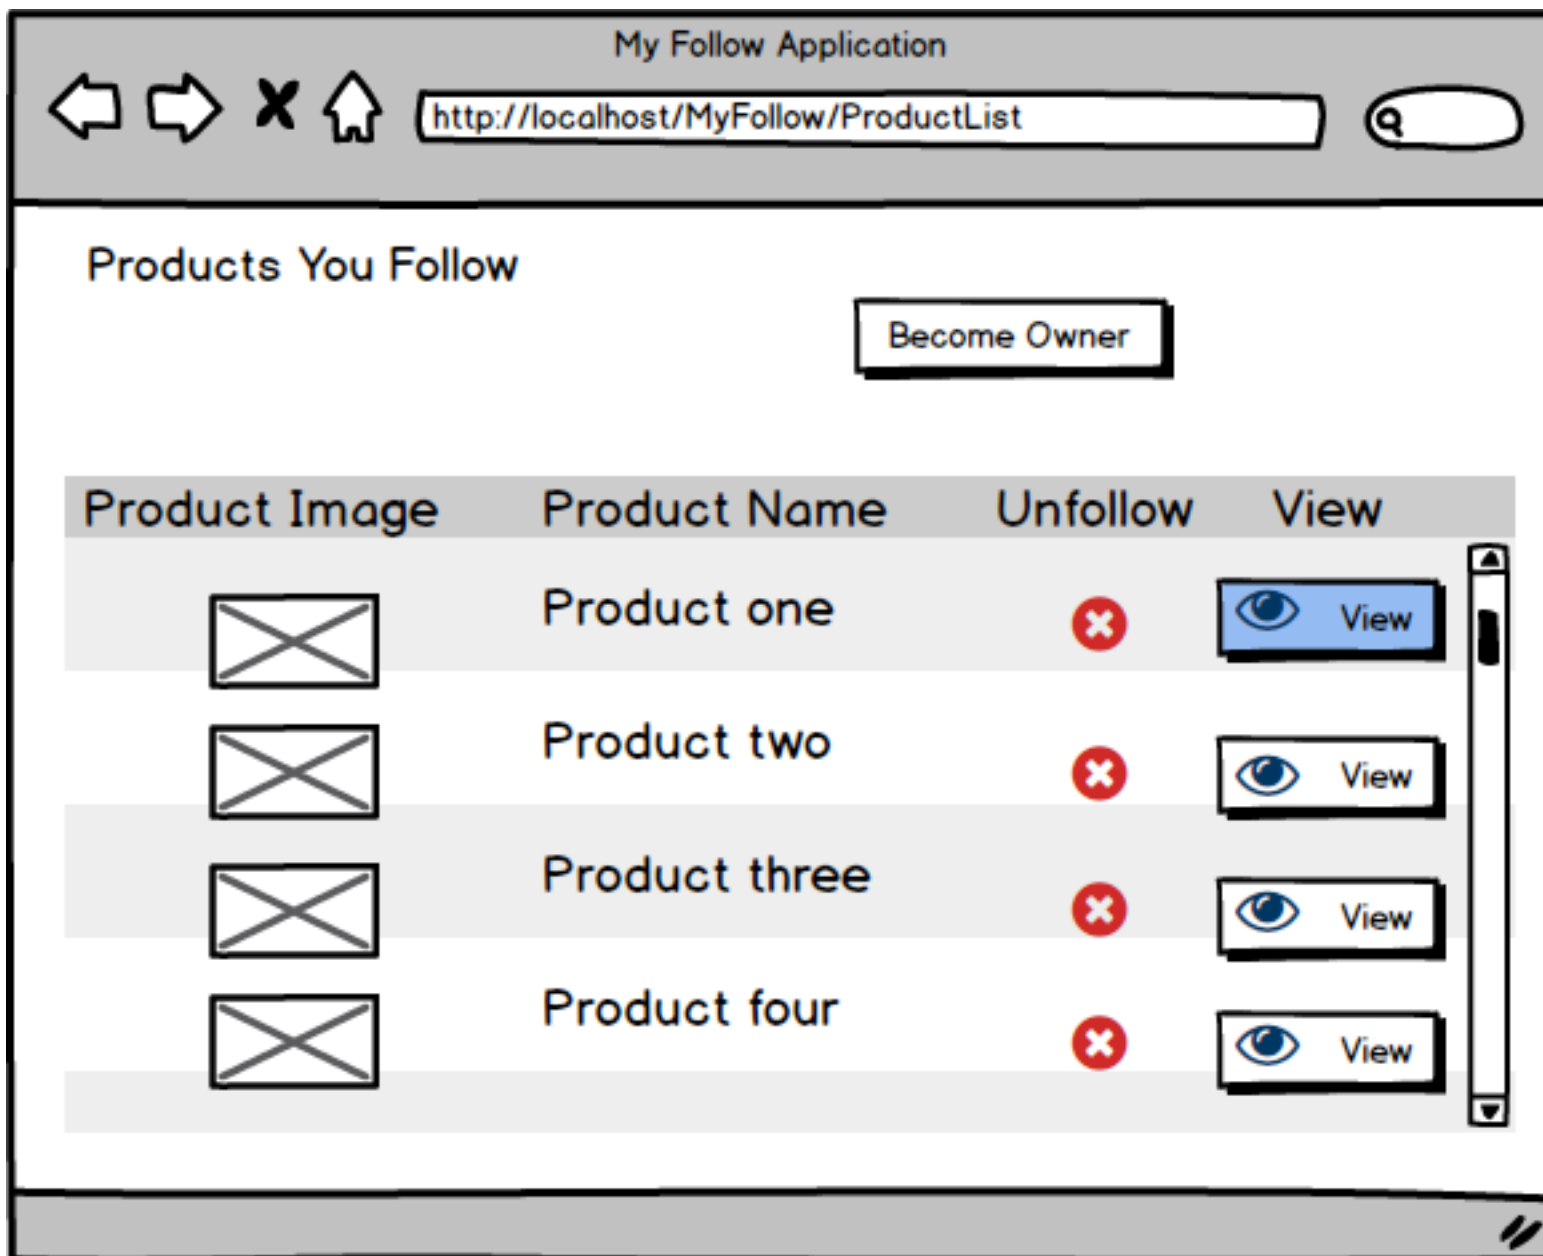 My Follow Application
http://localhost/MyFollow/ProductList
Products You Follow
Become Owner
Product Image Product Name Unfollow View
Product one View
Product two View
Product three View
Product four View